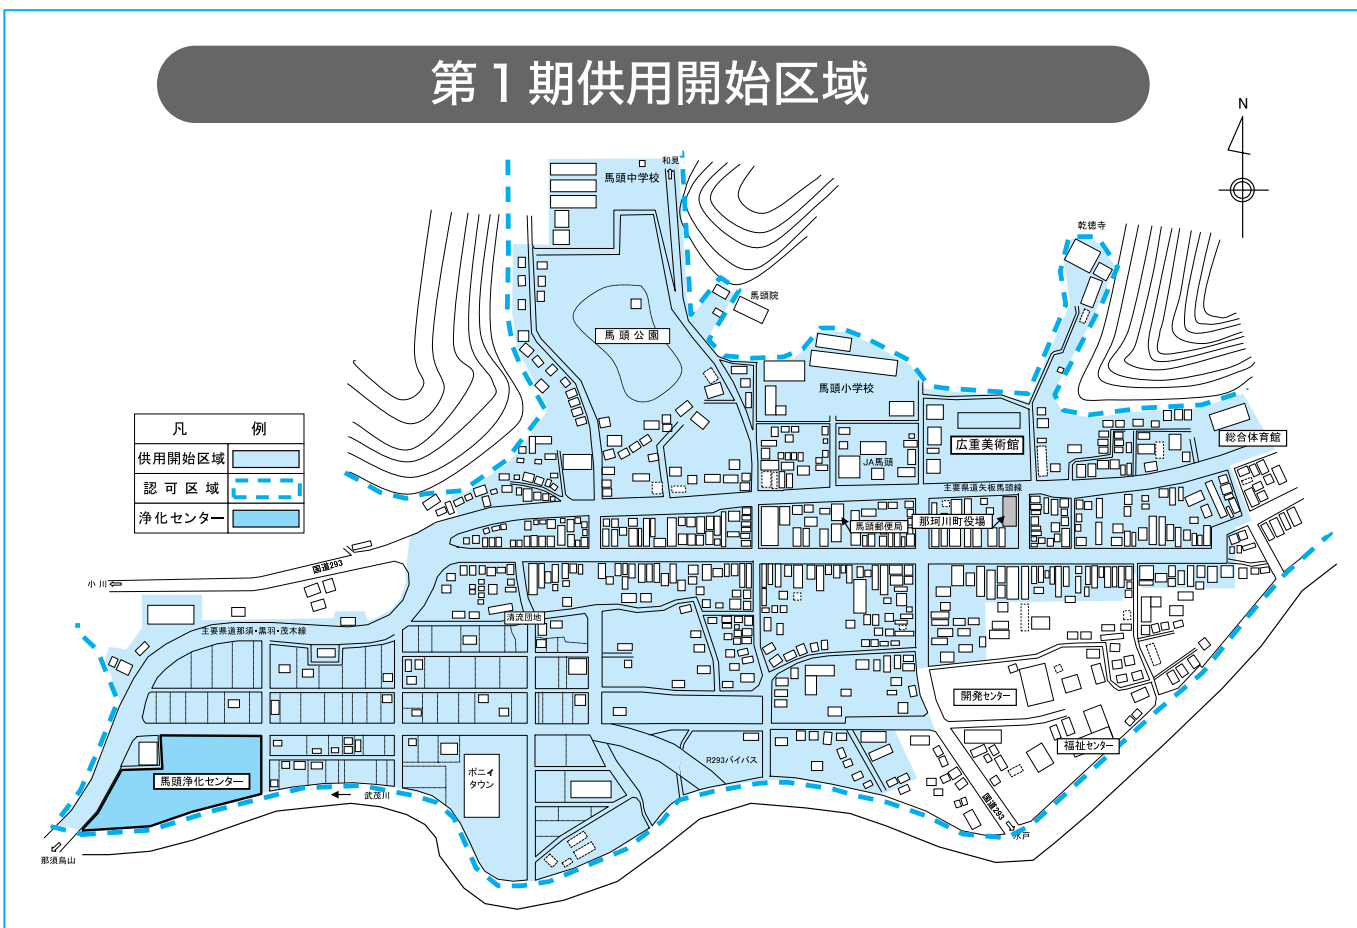 第1期供用開始区域
N
和見
馬頭中学校
乾徳寺
馬頭院
馬頭公園
馬頭小学校
凡 例
供用開始区域
認可区域
浄化センター
広重美術館
総合体育館
JA馬頭
主要県道矢板馬頭線
馬頭郵便局
那珂川町役場
国道293
小川
清流団地
主要県道那須・黒羽・茂木線
開発センター
福祉センター
R293バイパス
ポニィ
タウン
馬頭浄化センター
武茂川
国道293
水戸
那須烏山